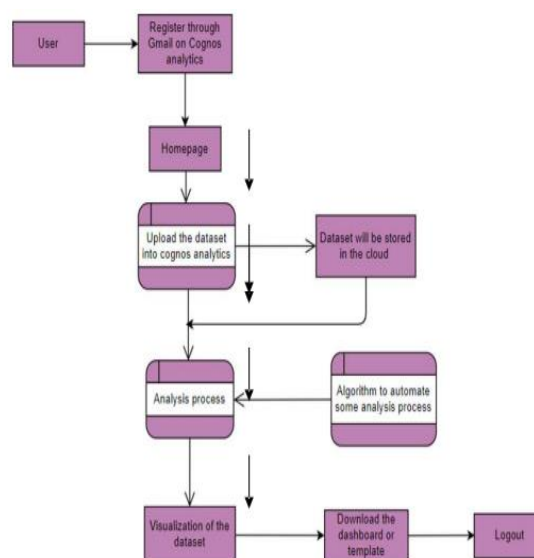 User
Register through
Gmail on Cognos
analytics
Homepage
Upload the dataset
into cognos analytics
Dataset will be stored
in the cloud
Analysis process
Algorithm to automate
some analysis process
Visualization of the
dataset
Download the
dashboard or
template
Logout